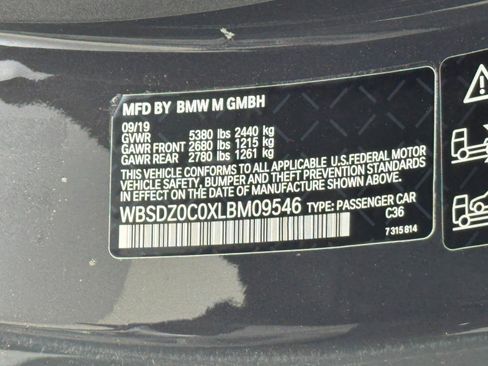 MFD BY BMW M GMBH
09/19
GVWR 5380 lbs 2440 kg
GAWR FRONT 2680 lbs 1215 kg
GAWR REAR 2780 lbs 1261 kg
THIS VEHICLE CONFORMS TO ALL APPLICABLE U.S.FEDERAL MOTOR
VEHICLE SAFETY, BUMPER, AND THEFT PREVENTION STANDARDS
IN EFFECT ON THE DATE OF MANUFACTURE SHOWN ABOVE.
WBSDZ0C0XLBM09546 TYPE: PASSENGER CAR
C36
7 315 814